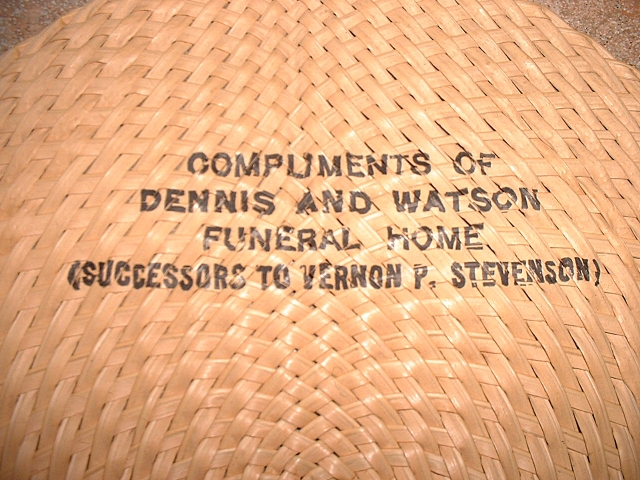 COMPLIMENTS OF
DENNIS AND WATSON
FUNERAL HOME
(SUCCESSORS TO VERNON P. STEVENSON)